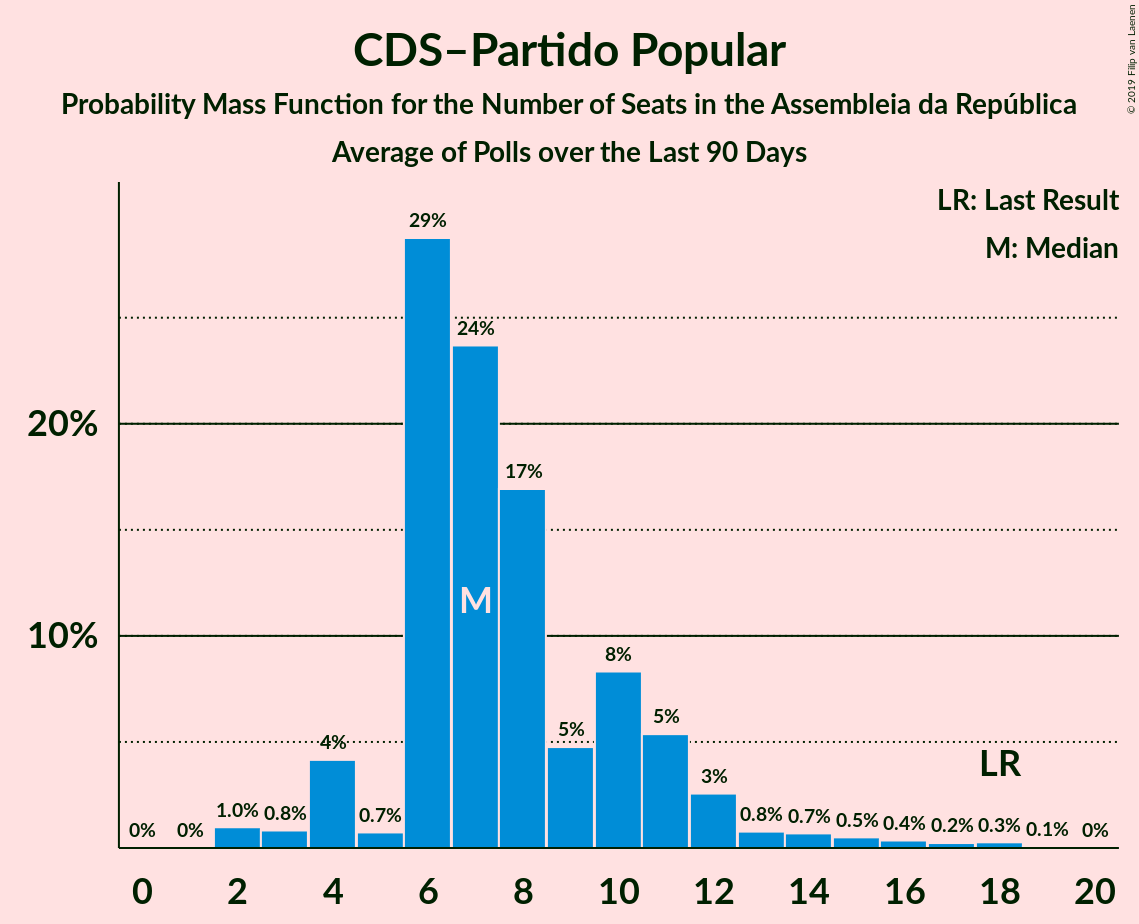 CDS–Partido Popular
Probability Mass Function for the Number of Seats in the Assembleia da República
Average of Polls over the Last 90 Days
© 2019 Filip van Laenen
LR: Last Result
M: Median
29%
24%
20%
17%
M
10%
8%
5%
5%
4%
LR
3%
0% 0% 1.0% 0.8% 0.7% 0.8% 0.7% 0.5% 0.4% 0.2% 0.3% 0.1% 0%
0 2 4 6 8 10 12 14 16 18 20